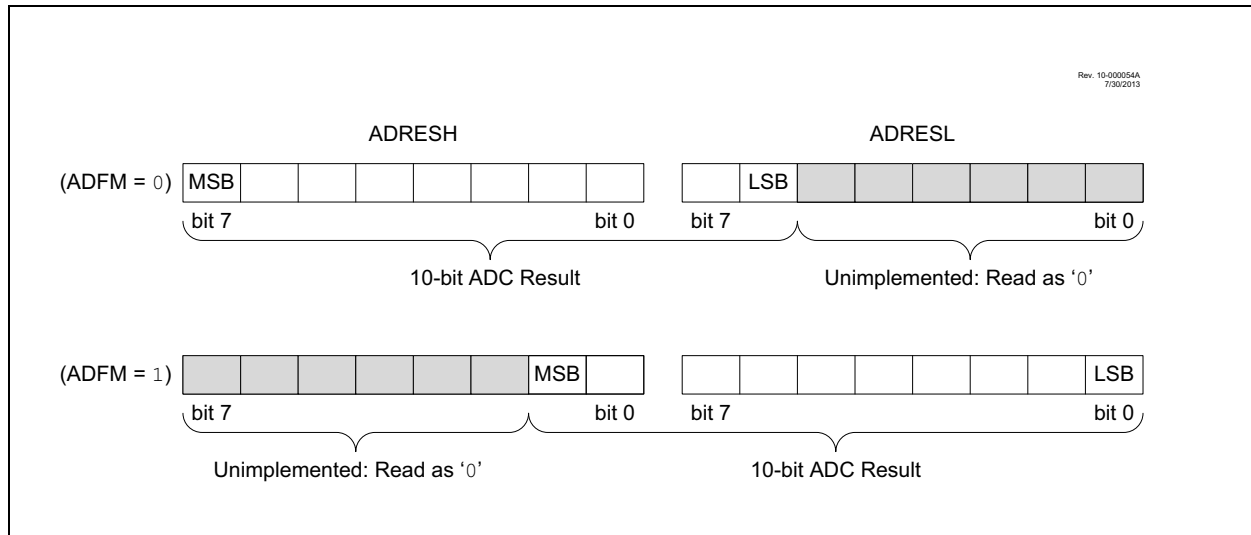 Rev. 10-000054A
7/30/2013
ADRESH ADRESL
(ADFM = 0) MSB LSB
bit 7 bit 0 bit 7 bit 0
10-bit ADC Result Unimplemented: Read as ‘0’
(ADFM = 1) MSB LSB
bit 7 bit 0 bit 7 bit 0
Unimplemented: Read as ‘0’ 10-bit ADC Result